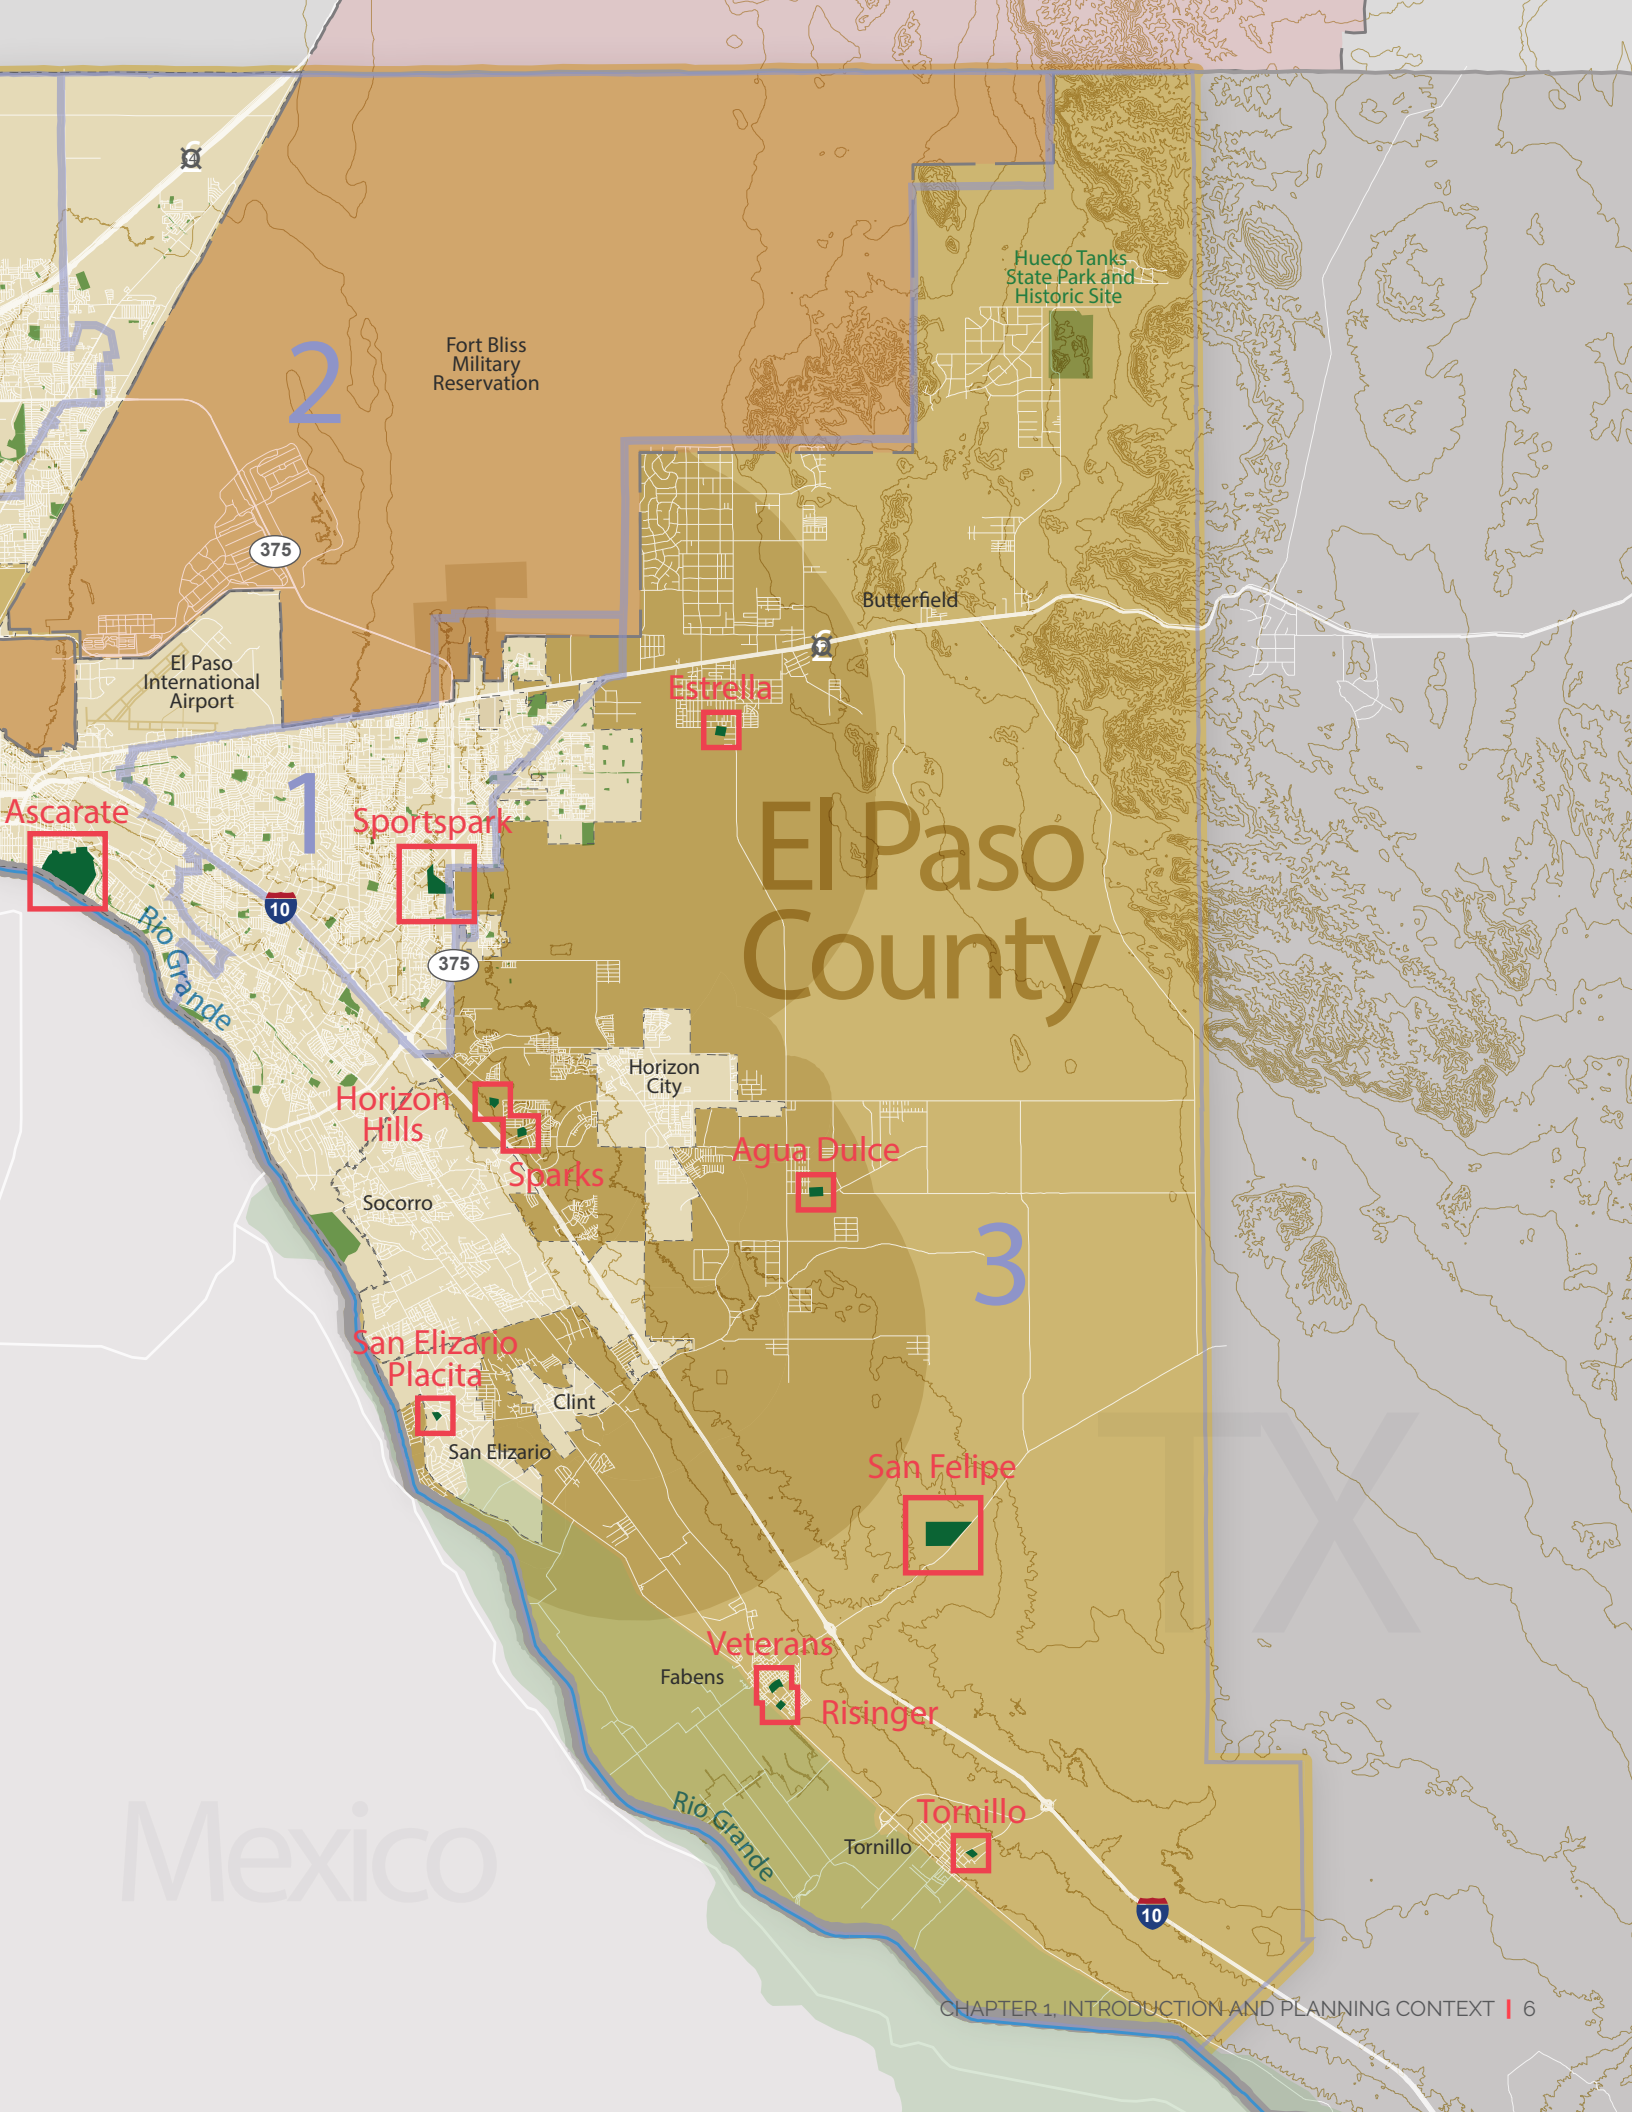 54
Hueco Tanks
State Park and
Historic Site
2
Fort Bliss
Military
Reservation
375
Butterfield
El Paso
International
Airport
Estrella
1
Ascarate
Sportspark
El Paso
County
10
Rio Grande
375
Horizon
City
Horizon
Hills
Sparks
Agua Dulce
Socorro
3
San Elizario
Placita
Clint
San Elizario
TX
San Felipe
Veterans
Fabens
Risinger
Rio Grande
Tornillo
Tornillo
Mexico
10
CHAPTER 1, INTRODUCTION AND PLANNING CONTEXT | 6